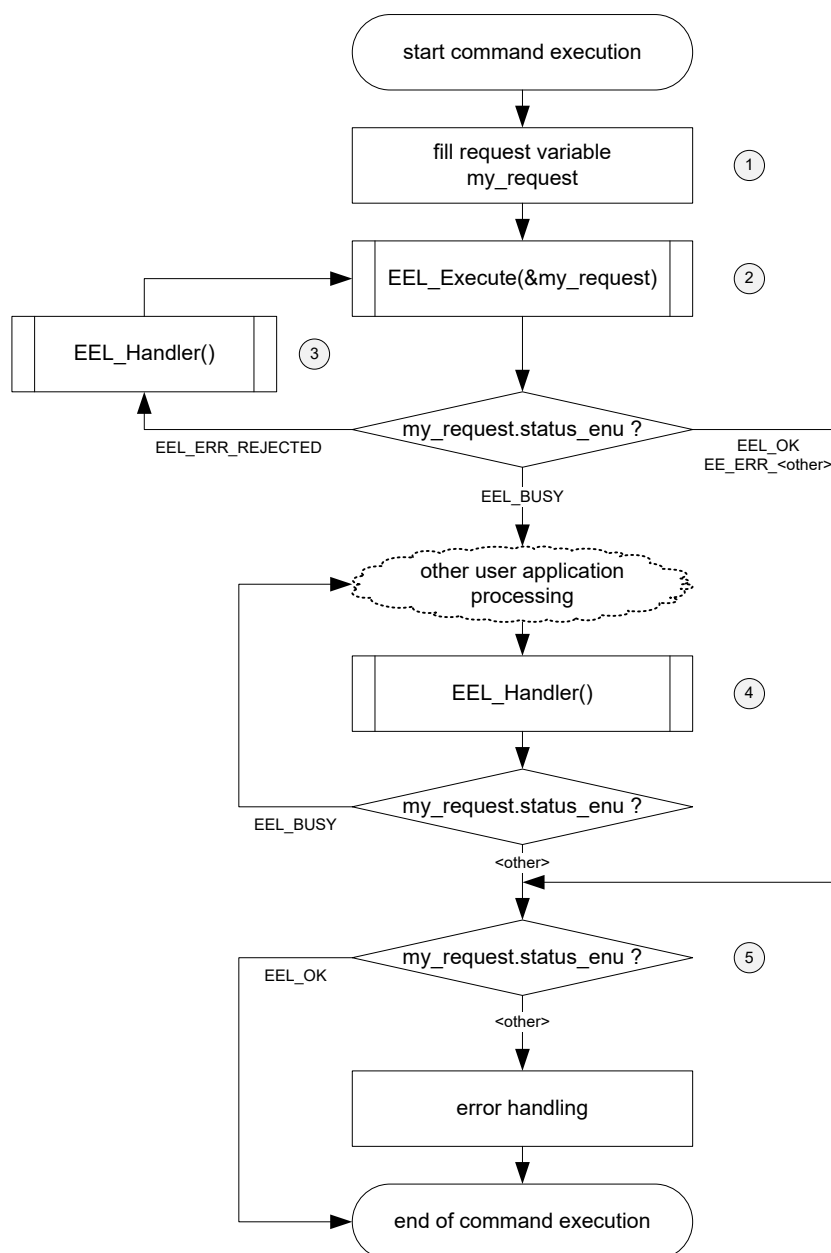 start command execution
fill request variable
my_request
1
EEL_Execute(&my_request)
2
EEL_Handler()
3
my_request.status_enu ?
EEL_ERR_REJECTED
EEL_OK
EE_ERR_<other>
EEL_BUSY
other user application
processing
EEL_Handler()
4
my_request.status_enu ?
EEL_BUSY
<other>
my_request.status_enu ?
5
EEL_OK
<other>
error handling
end of command execution